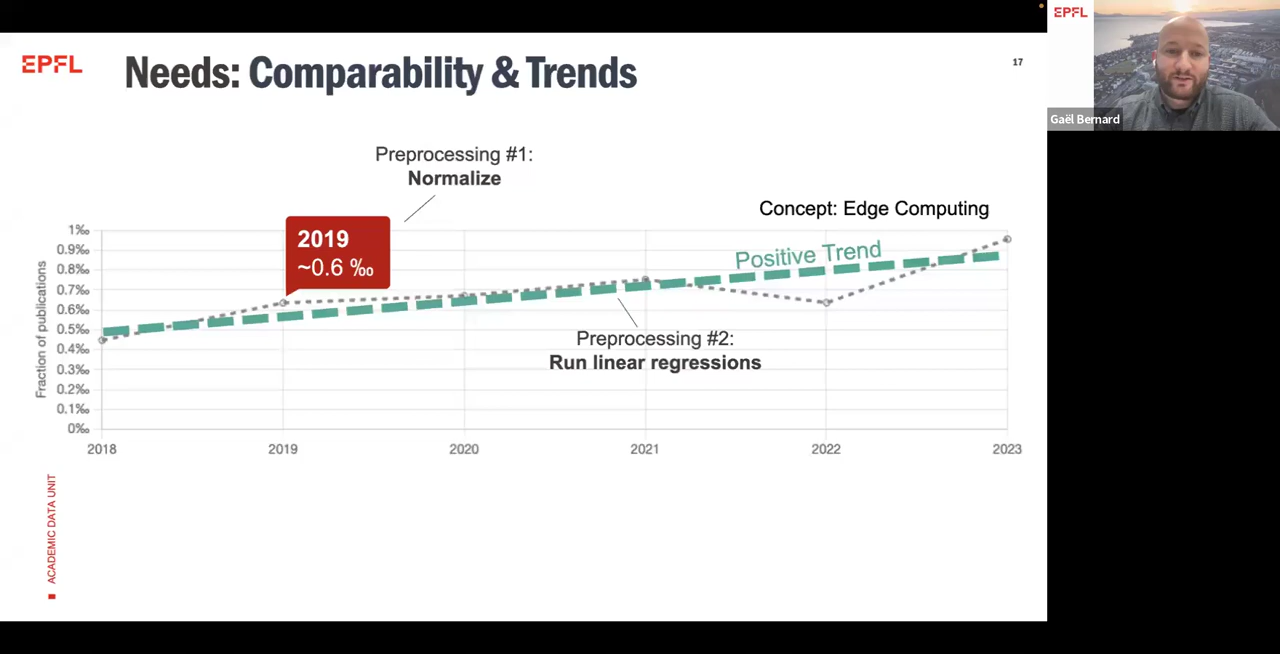 EPFL
Needs: Comparability & Trends
17
EPFL
Gaël Bernard
Preprocessing #1:
Normalize
Concept: Edge Computing
2019
~0.6 ‰
Positive Trend
Preprocessing #2:
Run linear regressions
Fraction of publications
1‰
0.9‰
0.8‰
0.7‰
0.6‰
0.5‰
0.4‰
0.3‰
0.2‰
0.1‰
0‰
2018
2019
2020
2021
2022
2023
ACADEMIC DATA UNIT